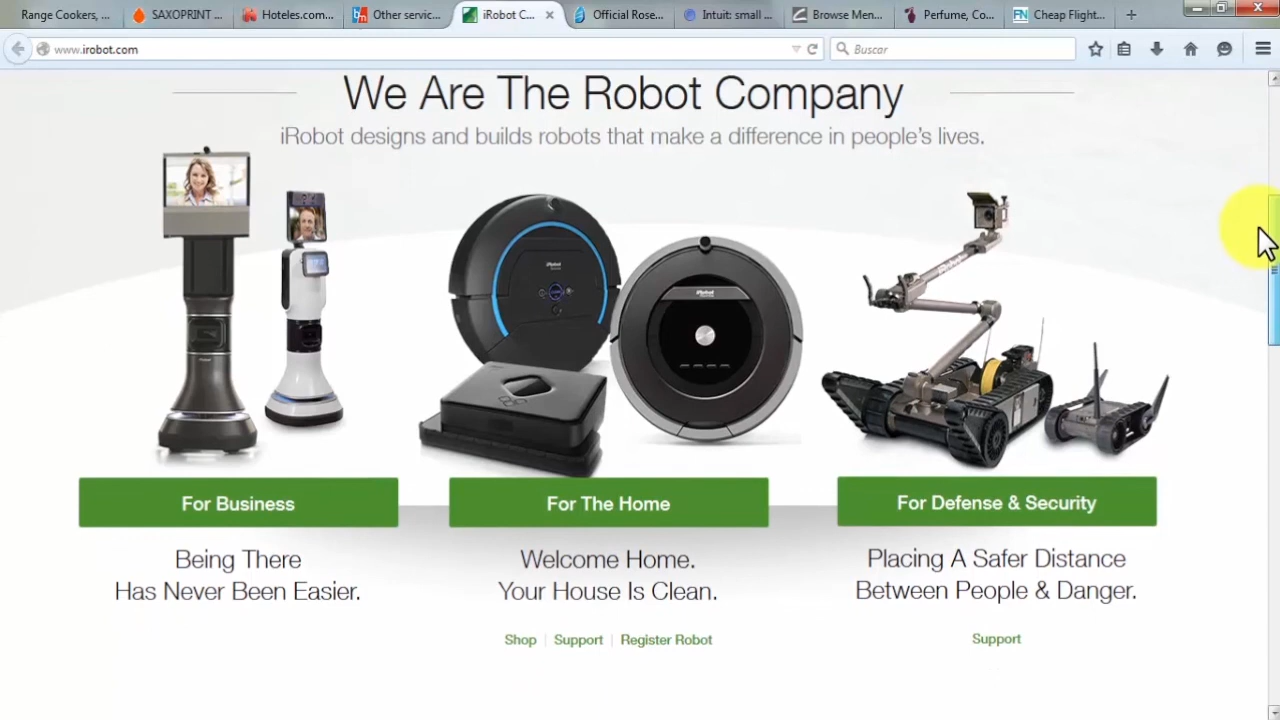 Range Cookers, ...
SAXOPRINT ...
Hoteles.com...
Other servic...
iRobot C...
Official Rose...
Intuit: small ...
Browse Men...
Perfume, Co...
FN Cheap Flight...
www.irobot.com
Buscar
We Are The Robot Company
iRobot designs and builds robots that make a difference in people's lives.
For Business
For The Home
For Defense & Security
Being There
Has Never Been Easier.
Welcome Home.
Your House Is Clean.
Placing A Safer Distance
Between People & Danger.
Shop | Support | Register Robot
Support